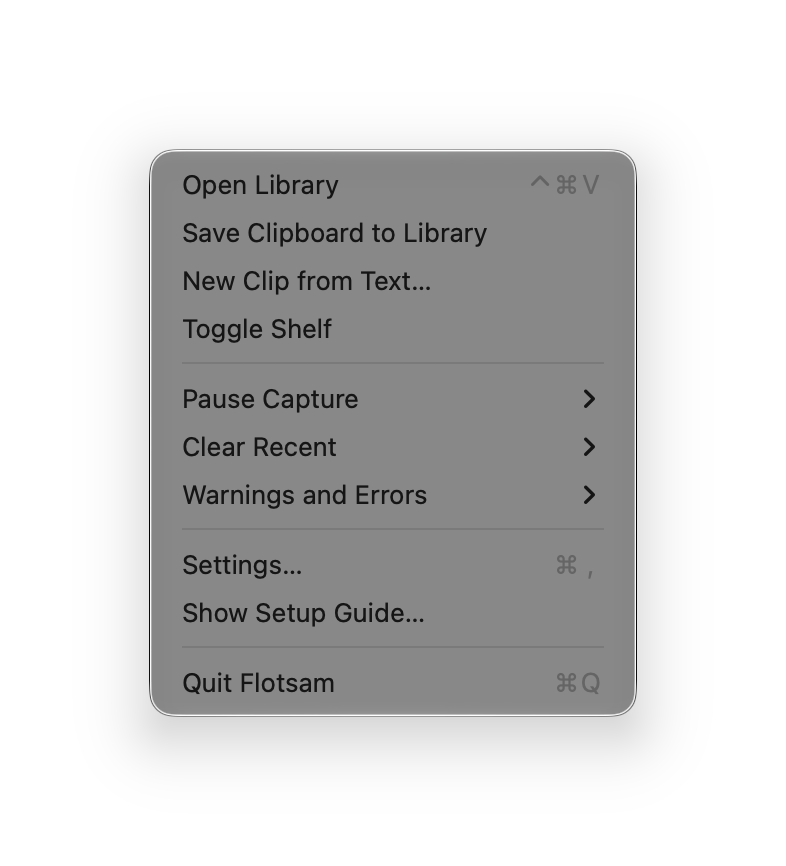 Open Library ^⌘V
Save Clipboard to Library
New Clip from Text...
Toggle Shelf
Pause Capture >
Clear Recent >
Warnings and Errors >
Settings... ⌘,
Show Setup Guide...
Quit Flotsam ⌘Q